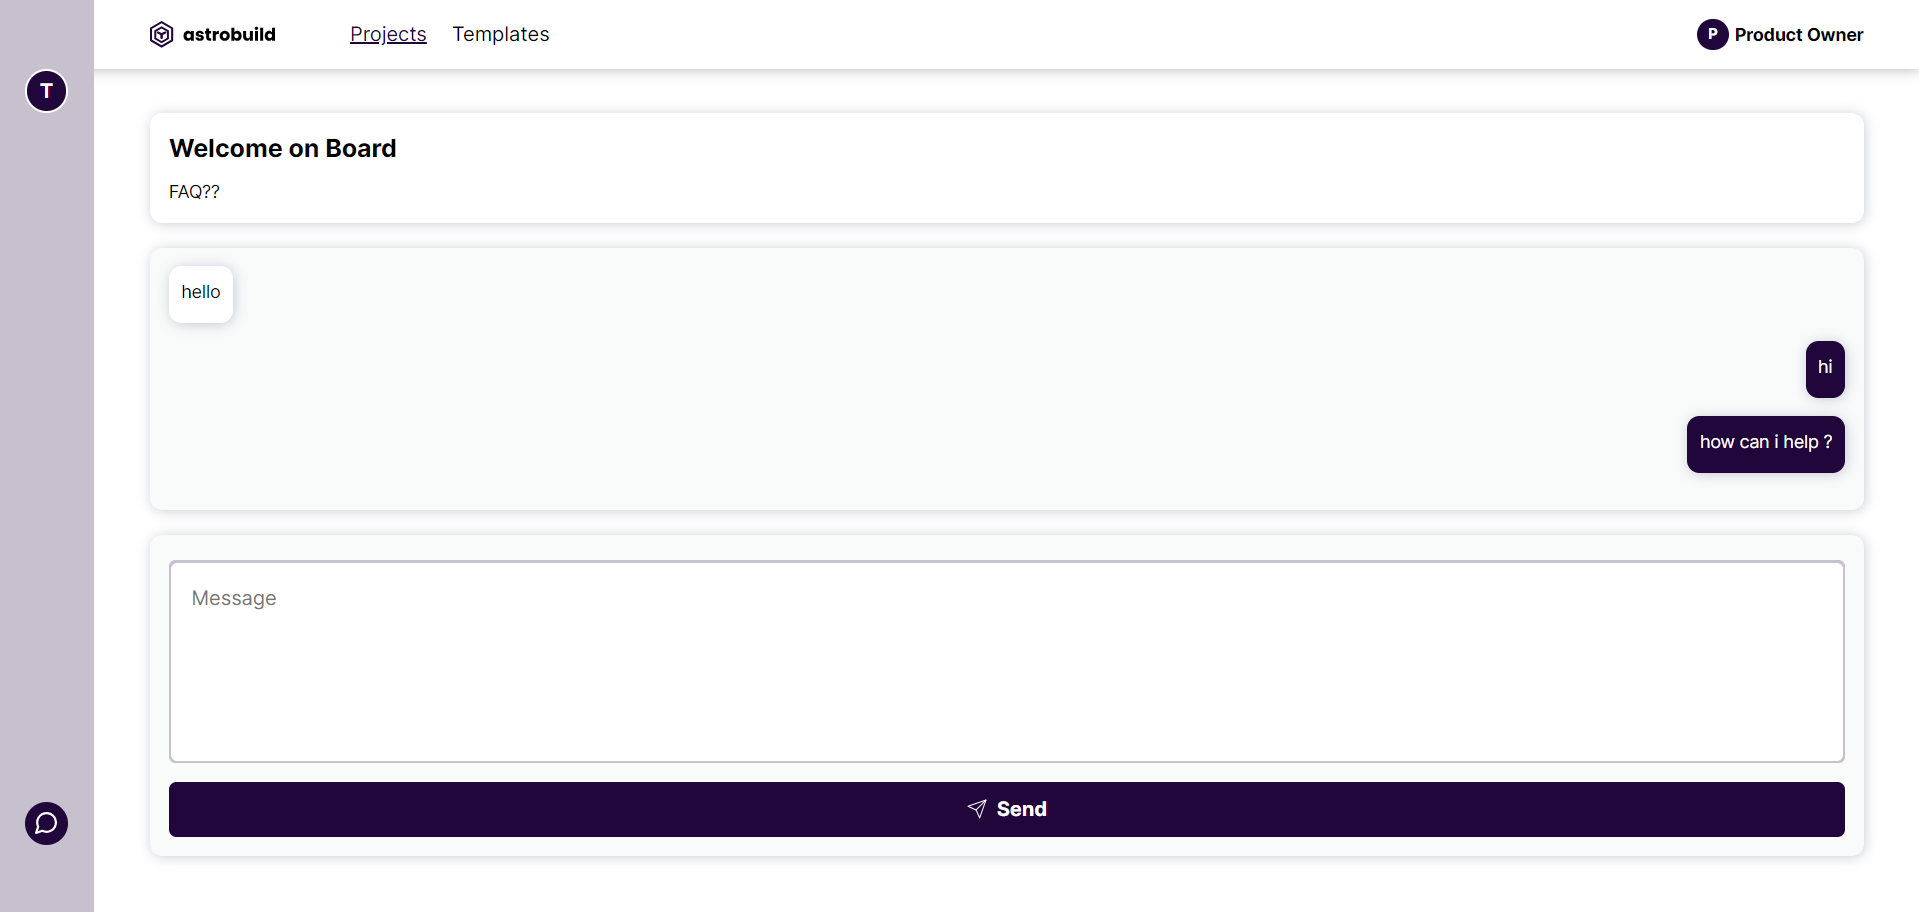 astrobuild
Projects
Templates
P
Product Owner
T
Welcome on Board
FAQ??
hello
hi
how can i help ?
Message
Send